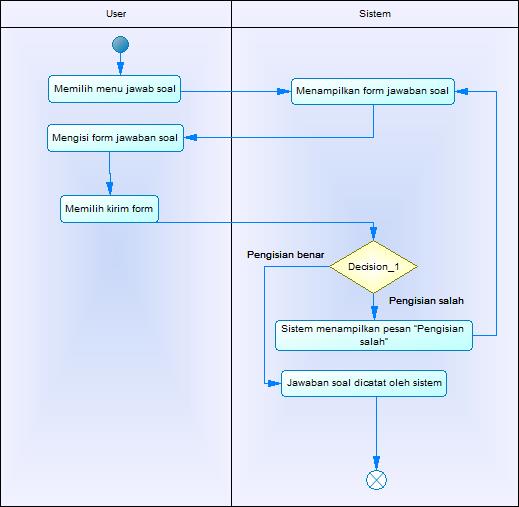 User
Sistem
Memilih menu jawab soal
Menampilkan form jawaban soal
Mengisi form jawaban soal
Memilih kirim form
Pengisian benar
Decision_1
Pengisian salah
Sistem menampilkan pesan "Pengisian
salah"
Jawaban soal dicatat oleh sistem